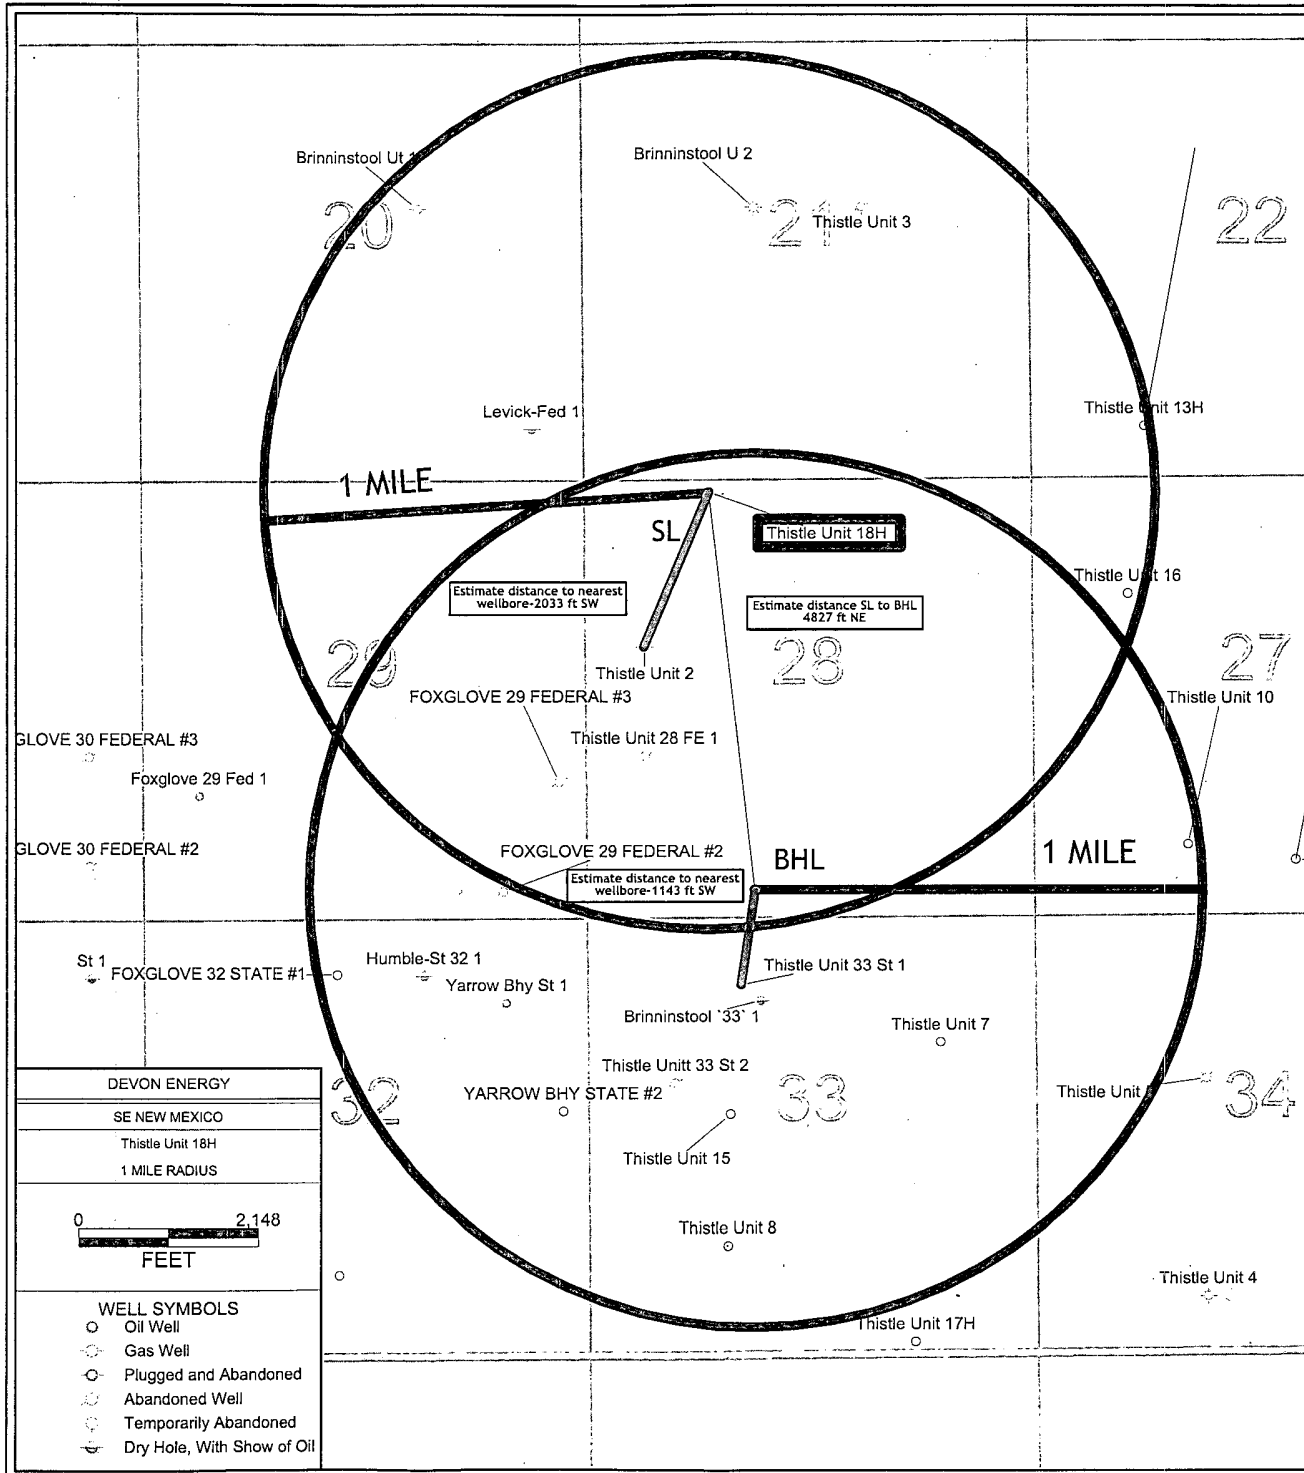 Brinninstool Ut 1
Brinninstool U 2
20
21
Thistle Unit 3
22
Levick-Fed 1
Thistle Unit 13H
1 MILE
SL
Thistle Unit 18H
Thistle Unit 16
Estimate distance to nearest
wellbore-2033 ft SW
Estimate distance SL to BHL
4827 ft NE
29
28
27
Thistle Unit 2
FOXGLOVE 29 FEDERAL #3
Thistle Unit 10
GLOVE 30 FEDERAL #3
Thistle Unit 28 FE 1
Foxglove 29 Fed 1
GLOVE 30 FEDERAL #2
FOXGLOVE 29 FEDERAL #2
BHL
1 MILE
Estimate distance to nearest
wellbore-1143 ft SW
St 1
FOXGLOVE 32 STATE #1
Humble-St 32 1
Yarrow Bhy St 1
Thistle Unit 33 St 1
Brinninstool `33` 1
Thistle Unit 7
Thistle Unitt 33 St 2
YARROW BHY STATE #2
32
33
Thistle Unit
34
Thistle Unit 15
Thistle Unit 8
Thistle Unit 4
Thistle Unit 17H
DEVON ENERGY
SE NEW MEXICO
Thistle Unit 18H
1 MILE RADIUS
0 2,148
FEET
WELL SYMBOLS
Oil Well
Gas Well
Plugged and Abandoned
Abandoned Well
Temporarily Abandoned
Dry Hole, With Show of Oil